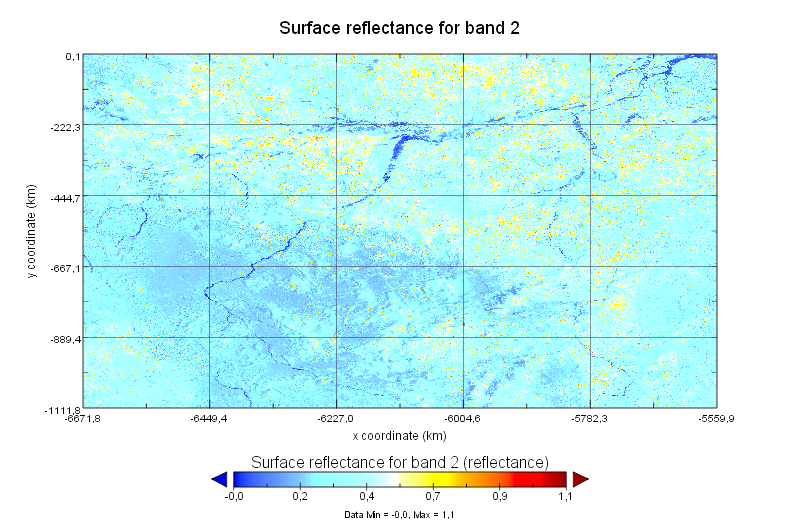 Surface reflectance for band 2
0,1
-222,3
-444,7
-667,1
-889,4
-1111,8
y coordinate (km)
-6671,8 -6449,4 -6227,0 -6004,6 -5782,3 -5559,9
x coordinate (km)
Surface reflectance for band 2 (reflectance)
-0,0 0,2 0,4 0,7 0,9 1,1
Data Min = -0,0, Max = 1,1